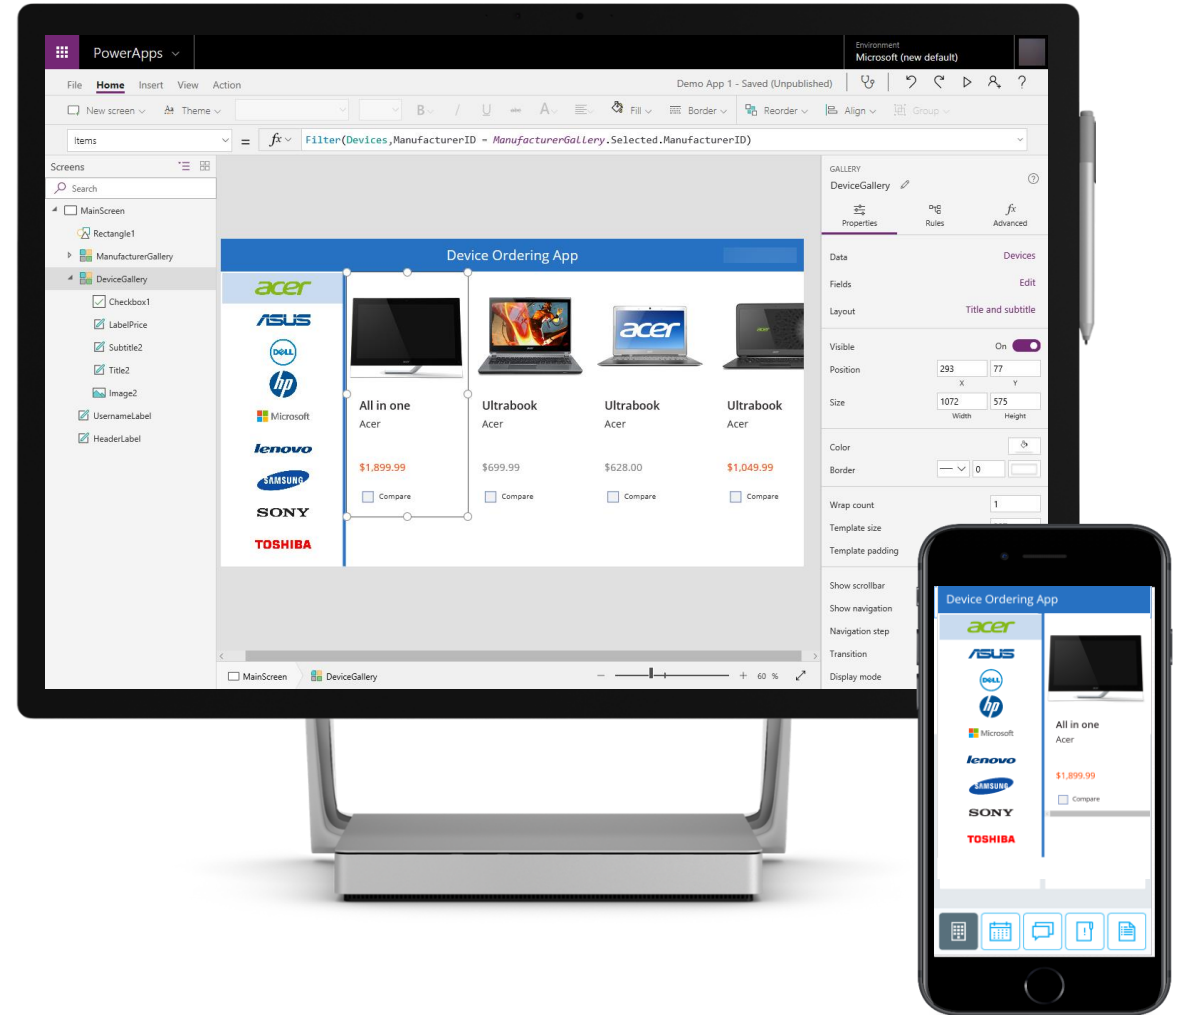 PowerApps
Environment
Microsoft (new default)
File Home Insert View Action
Demo App 1 - Saved (Unpublished)
New screen Theme B / U abc A Fill Border Reorder Align Group
Items = fx Filter(Devices,ManufacturerID = ManufacturerGallery.Selected.ManufacturerID)
Screens
Search
MainScreen
Rectangle1
ManufacturerGallery
DeviceGallery
Checkbox1
LabelPrice
Subtitle2
Title2
Image2
UsernameLabel
HeaderLabel
Device Ordering App
acer
ASUS
DELL
hp
Microsoft
lenovo
SAMSUNG
SONY
TOSHIBA
acer
All in one
Acer
$1,899.99
Compare
Ultrabook
Acer
$699.99
Compare
Ultrabook
Acer
$628.00
Compare
Ultrabook
Acer
$1,049.99
Compare
MainScreen
DeviceGallery
60 %
GALLERY
DeviceGallery
Properties Rules Advanced
Data Devices
Fields Edit
Layout Title and subtitle
Visible On
Position 293 77
X Y
Size 1072 575
Width Height
Color
Border 0
Wrap count 1
Template size
Template padding
Show scrollbar
Show navigation
Navigation step
Transition
Display mode
Device Ordering App
acer
ASUS
DELL
hp
Microsoft
lenovo
SAMSUNG
SONY
TOSHIBA
All in one
Acer
$1,899.99
Compare